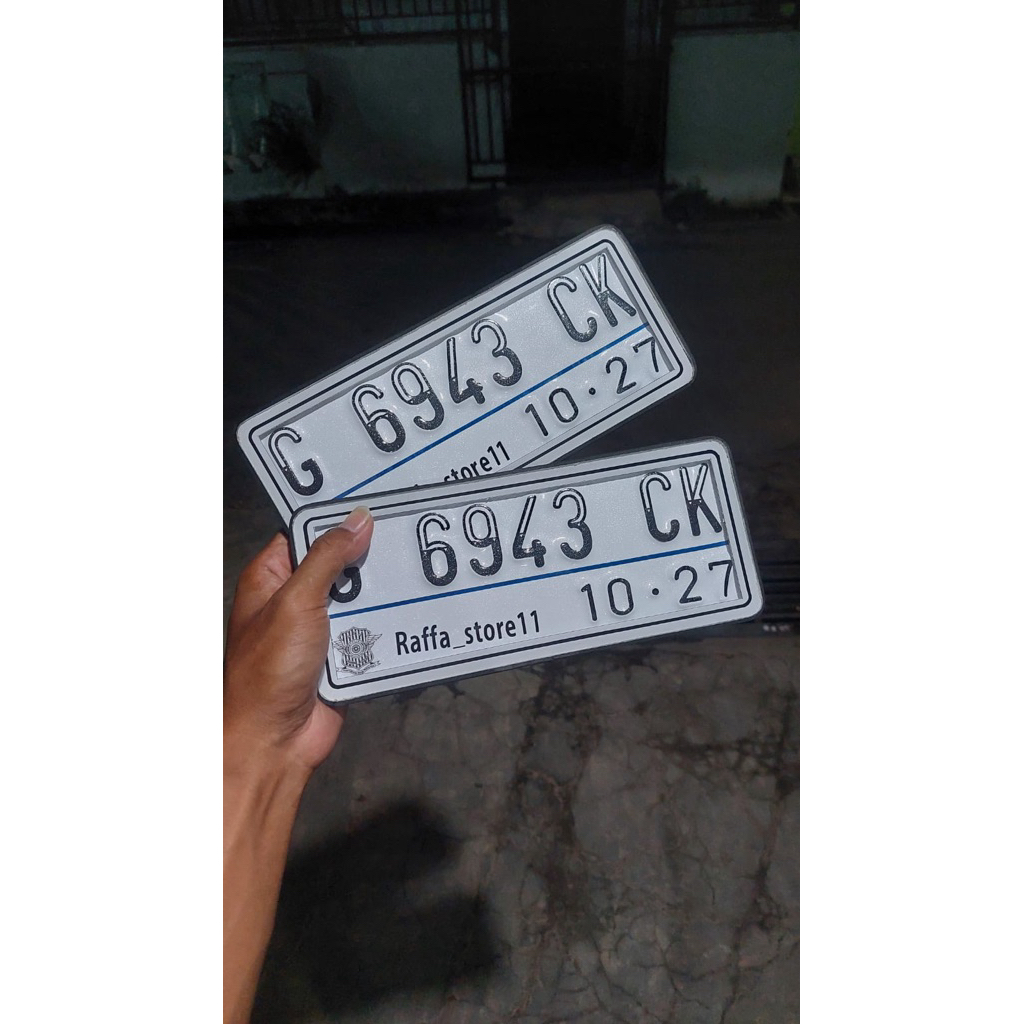 G 6943 CK
10·27
store11
G 6943 CK
Raffa_store11 10·27